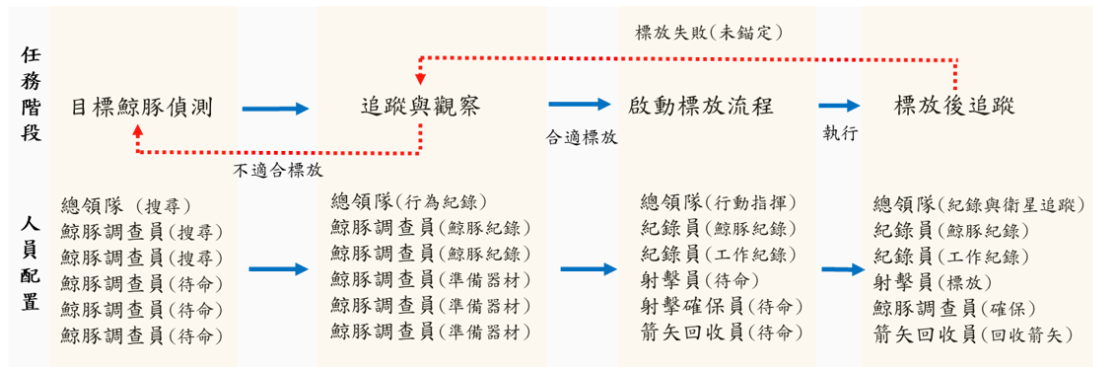 標放失敗(未錨定)
任務階段
目標鯨豚偵測
追蹤與觀察
啟動標放流程
標放後追蹤
合適標放
執行
不適合標放
人員配置
總領隊 (搜尋)
鯨豚調查員(搜尋)
鯨豚調查員(搜尋)
鯨豚調查員(待命)
鯨豚調查員(待命)
鯨豚調查員(待命)
總領隊(行為紀錄)
鯨豚調查員(鯨豚紀錄)
鯨豚調查員(鯨豚紀錄)
鯨豚調查員(準備器材)
鯨豚調查員(準備器材)
鯨豚調查員(準備器材)
總領隊(行動指揮)
紀錄員(鯨豚紀錄)
紀錄員(工作紀錄)
射擊員(待命)
射擊確保員(待命)
箭矢回收員(待命)
總領隊(紀錄與衛星追蹤)
紀錄員(鯨豚紀錄)
紀錄員(工作紀錄)
射擊員(標放)
鯨豚調查員(確保)
箭矢回收員(回收箭矢)